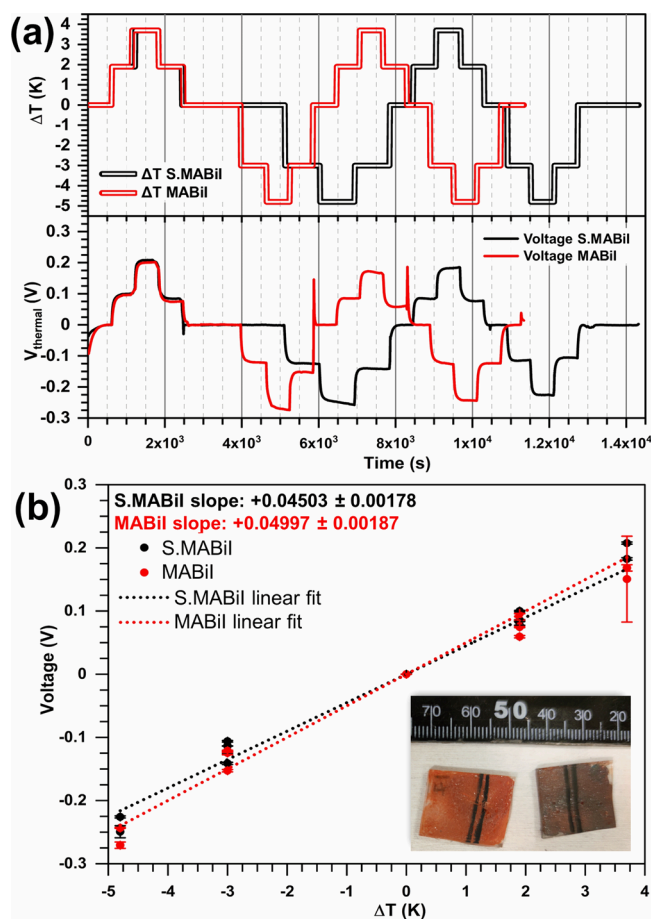 (a)
4
3
2
1
0
-1
-2
-3
-4
-5
ΔT (K)
ΔT S.MABiI
ΔT MABiI
Voltage S.MABiI
Voltage MABiI
0.2
0.1
0
-0.1
-0.2
-0.3
Vthermal (V)
0 2x10³ 4x10³ 6x10³ 8x10³ 1x10⁴ 1.2x10⁴ 1.4x10⁴
Time (s)
(b)
0.3
0.2
0.1
0
-0.1
-0.2
-0.3
Voltage (V)
S.MABiI slope: +0.04503 ± 0.00178
MABiI slope: +0.04997 ± 0.00187
S.MABiI
MABiI
S.MABiI linear fit
MABiI linear fit
70 60 50 40 30 20
-5 -4 -3 -2 -1 0 1 2 3 4
ΔT (K)